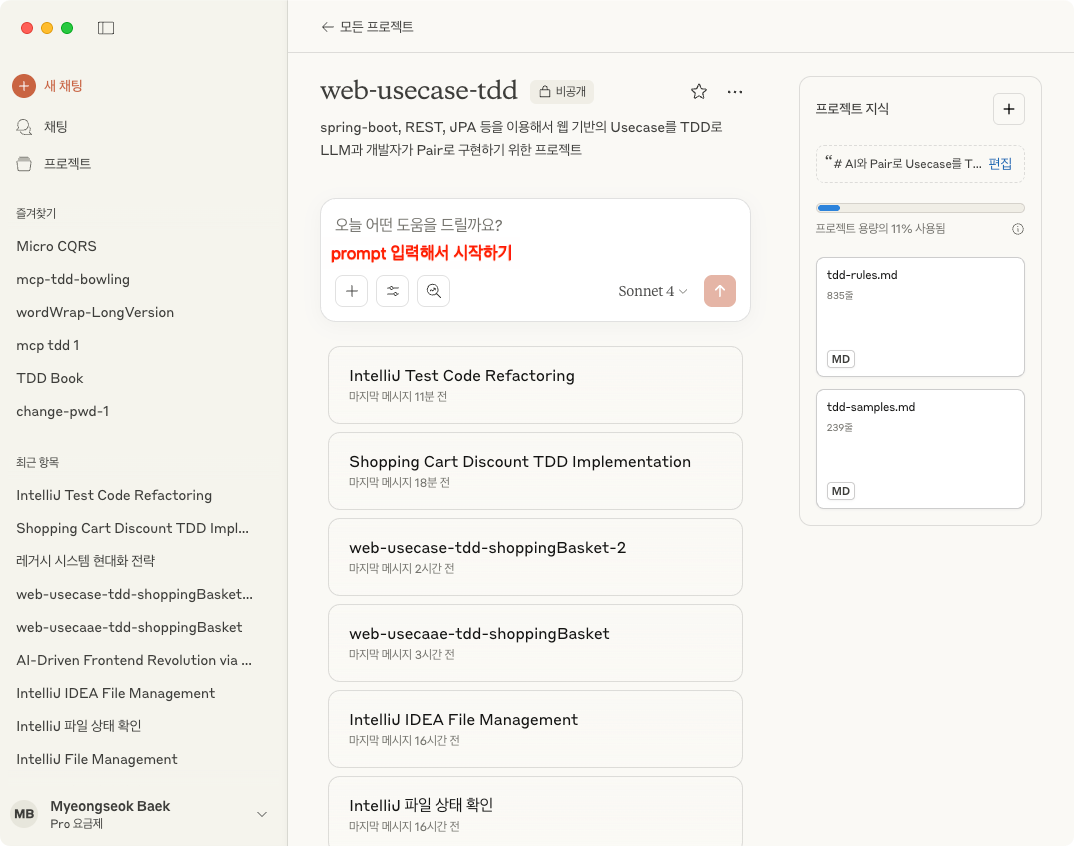 새 채팅
채팅
프로젝트
즐겨찾기
Micro CQRS
mcp-tdd-bowling
wordWrap-LongVersion
mcp tdd 1
TDD Book
change-pwd-1
최근 항목
IntelliJ Test Code Refactoring
Shopping Cart Discount TDD Impl...
레거시 시스템 현대화 전략
web-usecase-tdd-shoppingBasket...
web-usecaae-tdd-shoppingBasket
AI-Driven Frontend Revolution via ...
IntelliJ IDEA File Management
IntelliJ 파일 상태 확인
IntelliJ File Management
MB
Myeongseok Baek
Pro 요금제
← 모든 프로젝트
web-usecase-tdd
비공개
spring-boot, REST, JPA 등을 이용해서 웹 기반의 Usecase를 TDD로
LLM과 개발자가 Pair로 구현하기 위한 프로젝트
오늘 어떤 도움을 드릴까요?
prompt 입력해서 시작하기
Sonnet 4
IntelliJ Test Code Refactoring
마지막 메시지 11분 전
Shopping Cart Discount TDD Implementation
마지막 메시지 18분 전
web-usecase-tdd-shoppingBasket-2
마지막 메시지 2시간 전
web-usecaae-tdd-shoppingBasket
마지막 메시지 3시간 전
IntelliJ IDEA File Management
마지막 메시지 16시간 전
IntelliJ 파일 상태 확인
마지막 메시지 16시간 전
프로젝트 지식
“# AI와 Pair로 Usecase를 T... 편집
프로젝트 용량의 11% 사용됨
tdd-rules.md
835줄
MD
tdd-samples.md
239줄
MD